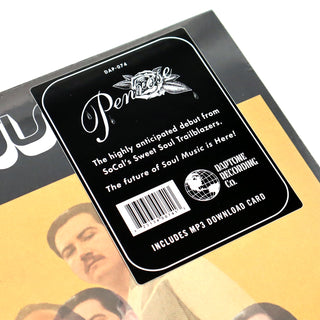 DAP-074
Penrose
The highly anticipated debut from
SoCal's Sweet Soul Trailblazers.
The future of Soul Music is Here!
DAPTONE
RECORDING
Co.
INCLUDES MP3 DOWNLOAD CARD